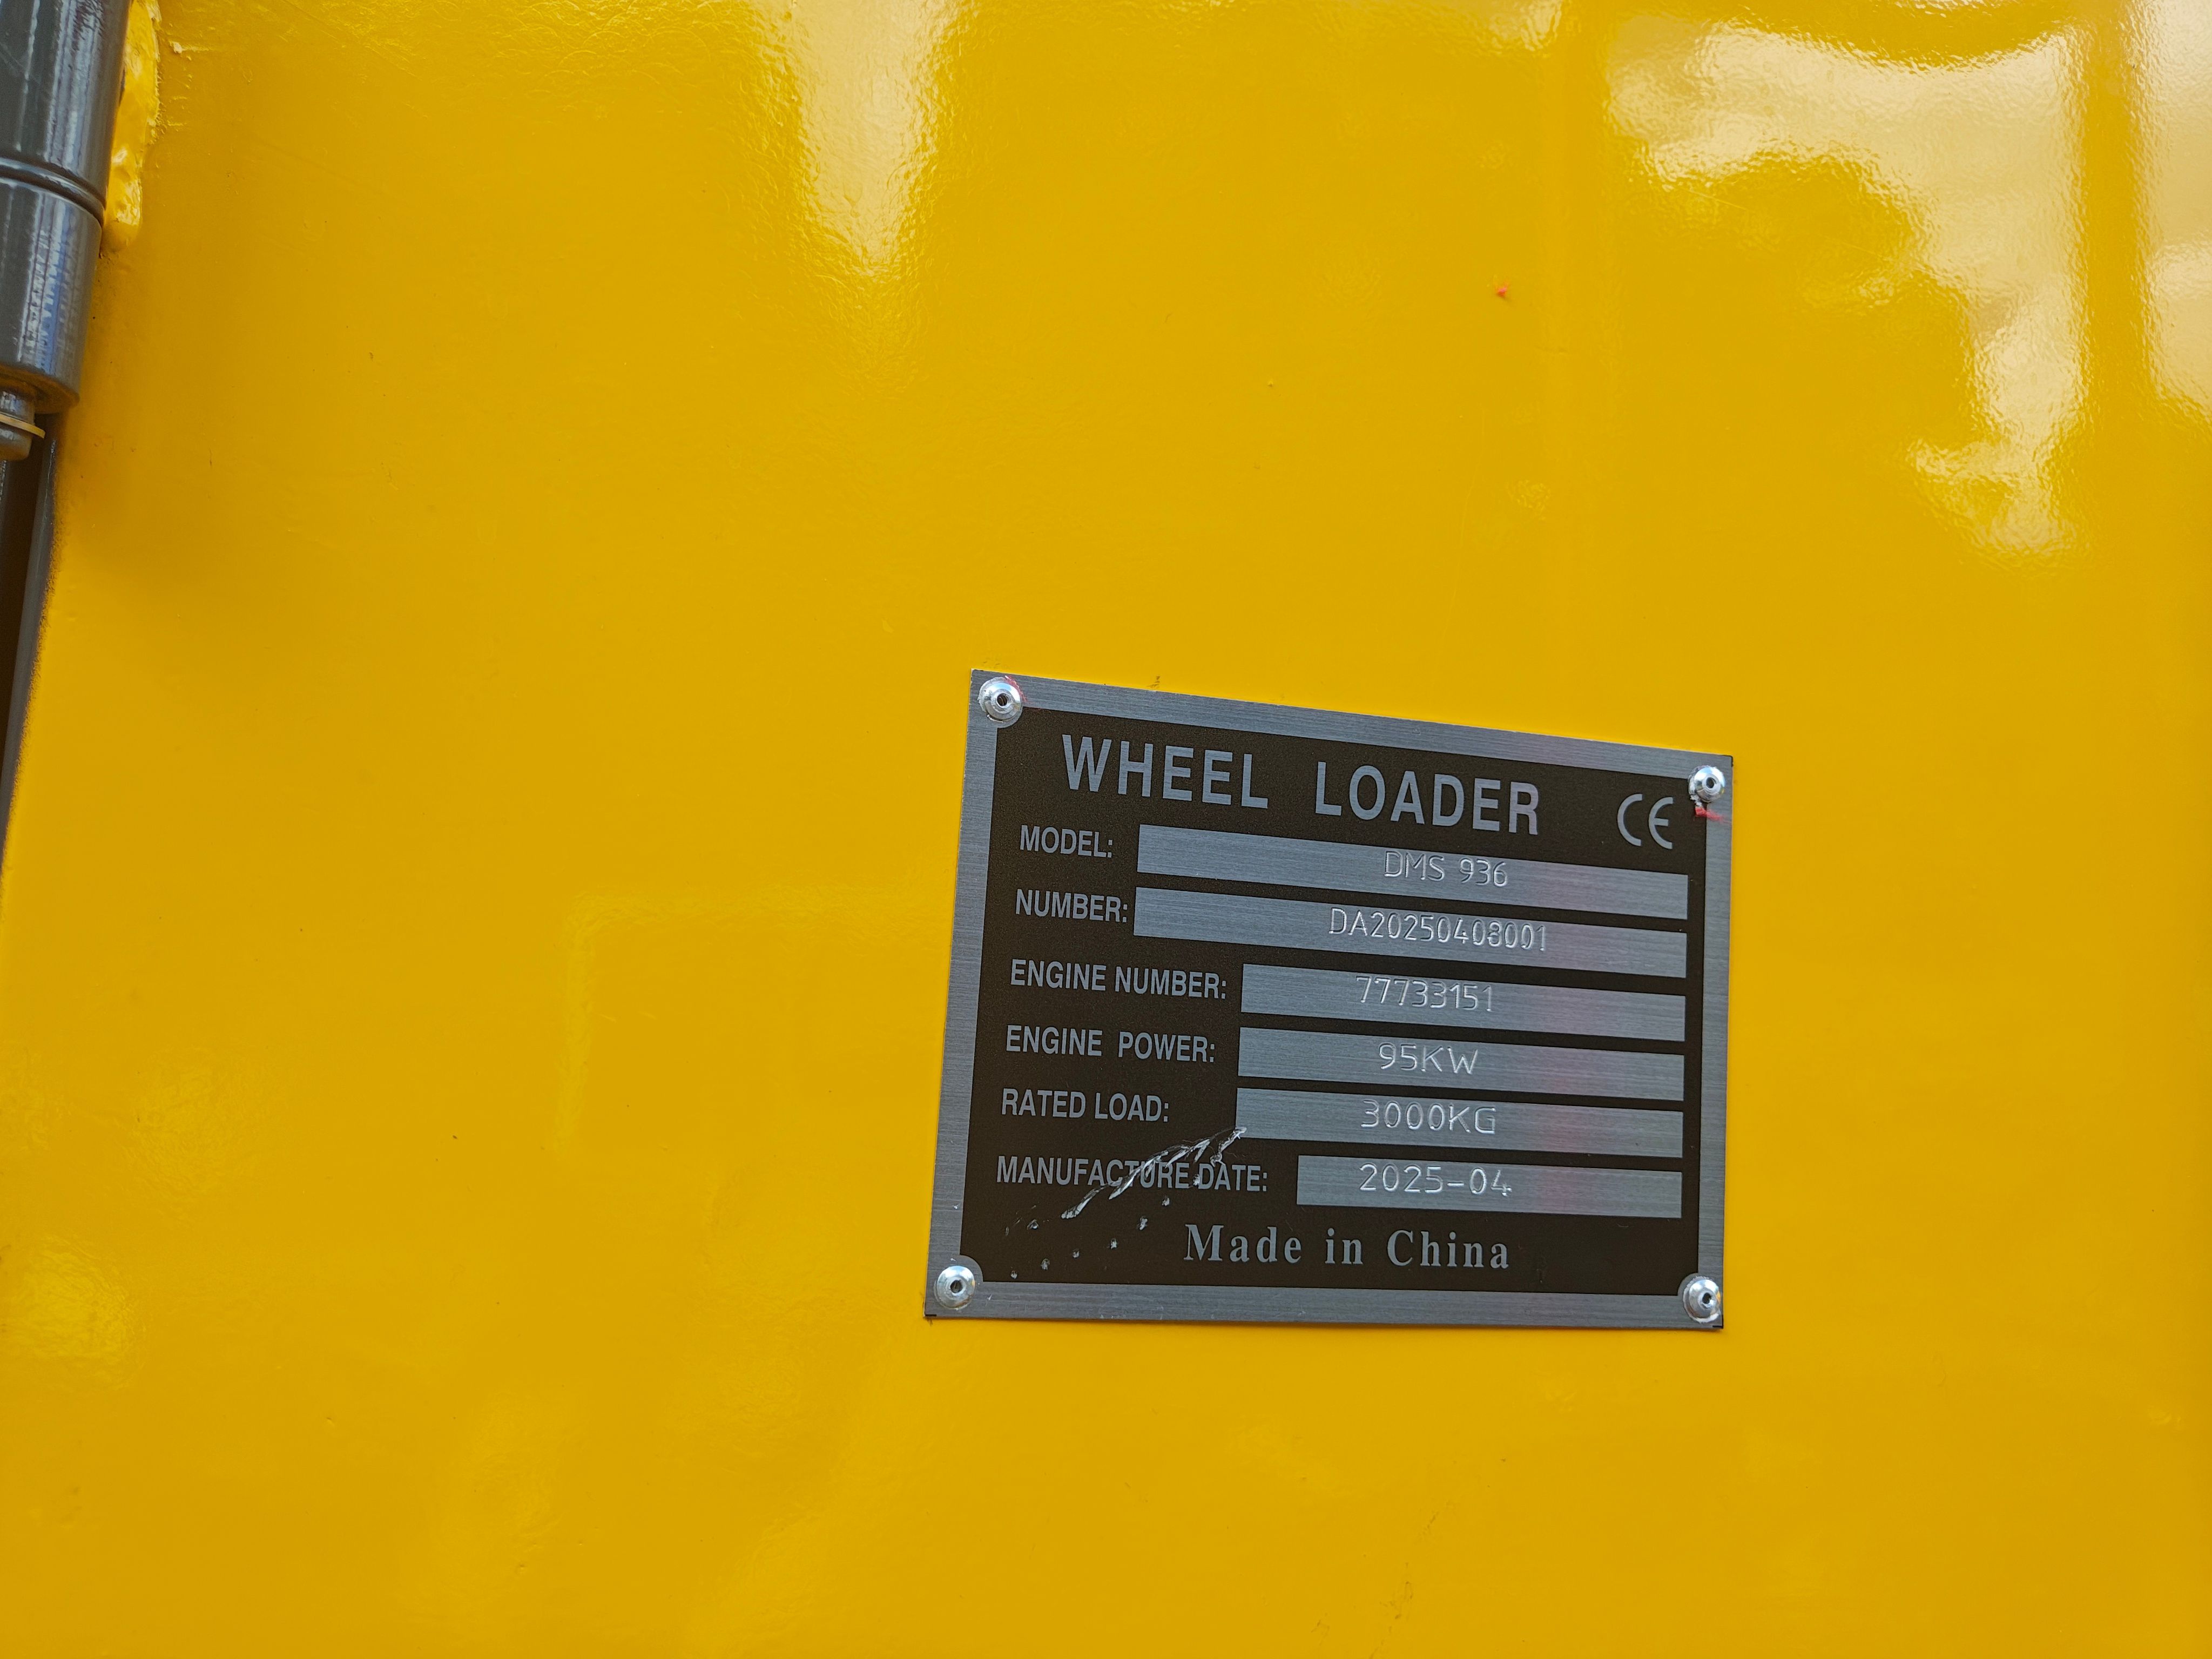 WHEEL LOADER CE
MODEL: DMS 936
NUMBER: DA20250408001
ENGINE NUMBER: 77733151
ENGINE POWER: 95KW
RATED LOAD: 3000KG
MANUFACTURE DATE: 2025-04
Made in China